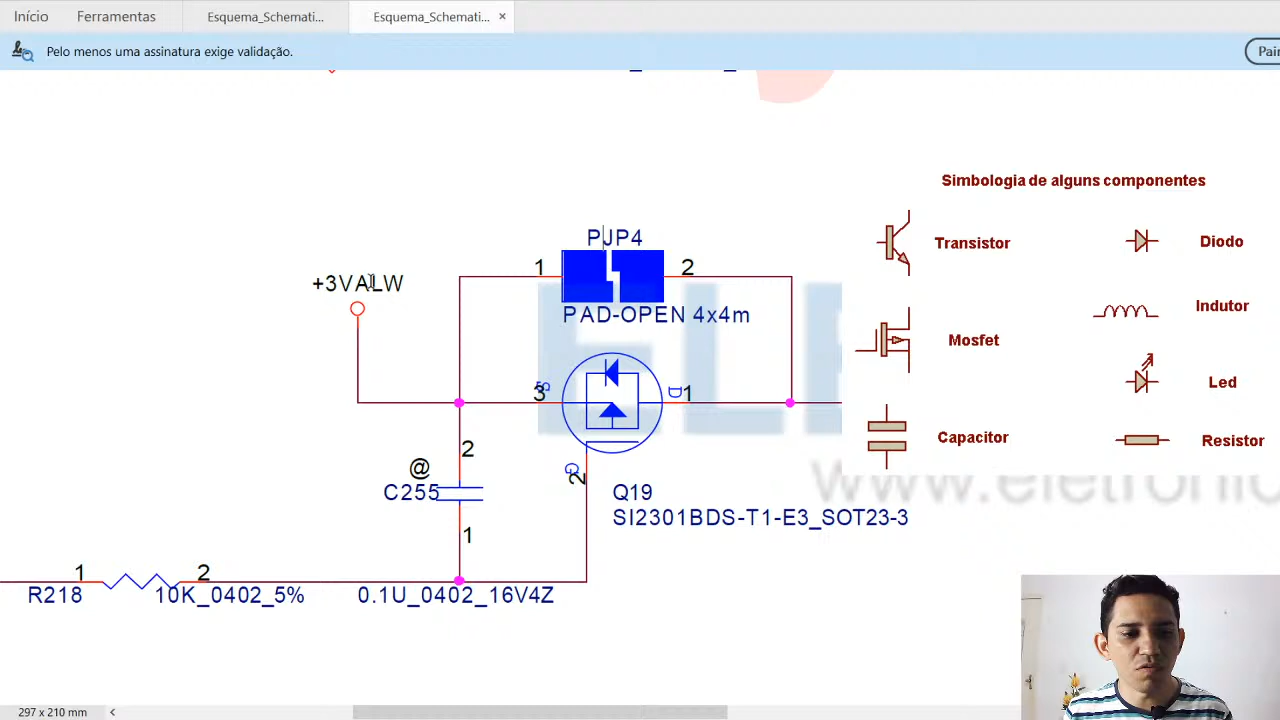 Início
Ferramentas
Esquema_Schemati...
Esquema_Schemati...
Pelo menos uma assinatura exige validação.
Simbologia de alguns componentes
Transistor
Diodo
Indutor
Mosfet
Led
Capacitor
Resistor
PJP4
1
2
+3VALW
PAD-OPEN 4x4m
3
S
D
1
2
@
G
2
C255
Q19
SI2301BDS-T1-E3_SOT23-3
1
1
2
R218
10K_0402_5%
0.1U_0402_16V4Z
297 x 210 mm